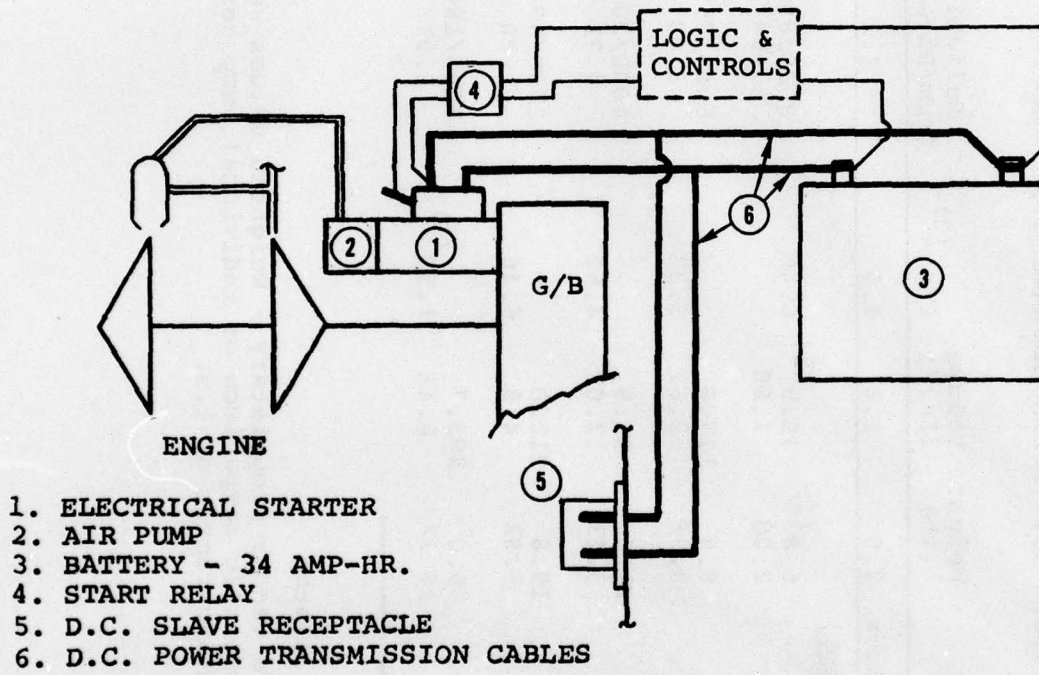 LOGIC &
CONTROLS
4
6
2
1
G/B
3
ENGINE
5
1. ELECTRICAL STARTER
2. AIR PUMP
3. BATTERY - 34 AMP-HR.
4. START RELAY
5. D.C. SLAVE RECEPTACLE
6. D.C. POWER TRANSMISSION CABLES